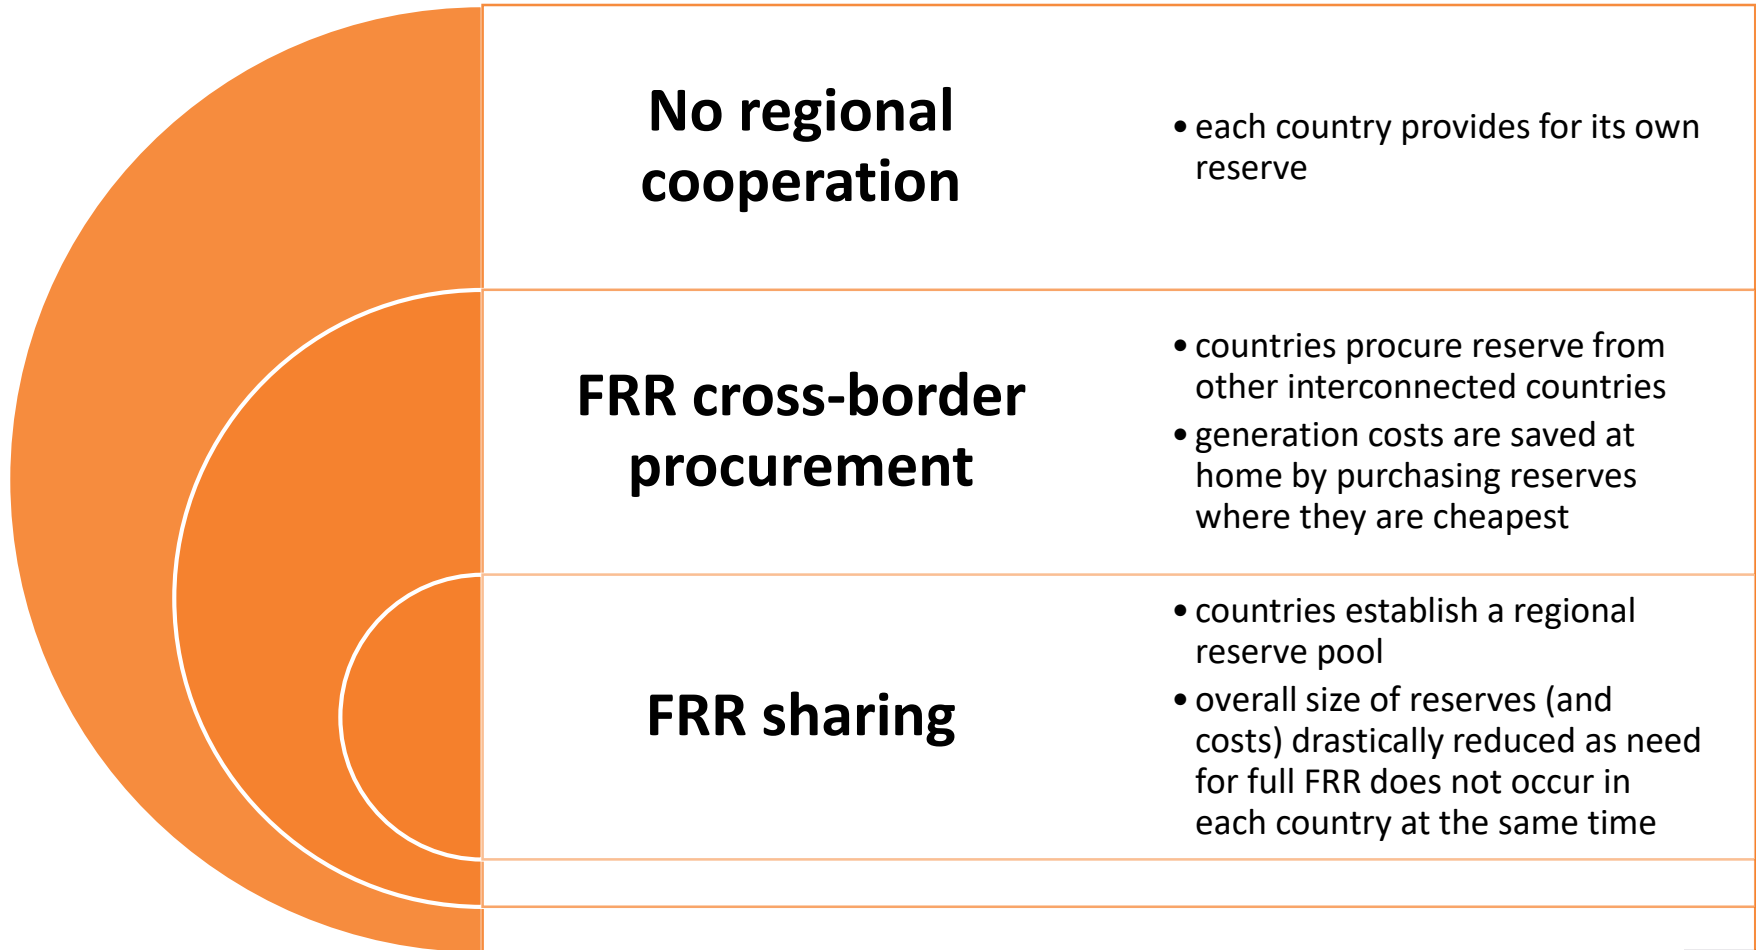 No regional
cooperation
• each country provides for its own
reserve
FRR cross-border
procurement
• countries procure reserve from
other interconnected countries
• generation costs are saved at
home by purchasing reserves
where they are cheapest
FRR sharing
• countries establish a regional
reserve pool
• overall size of reserves (and
costs) drastically reduced as need
for full FRR does not occur in
each country at the same time